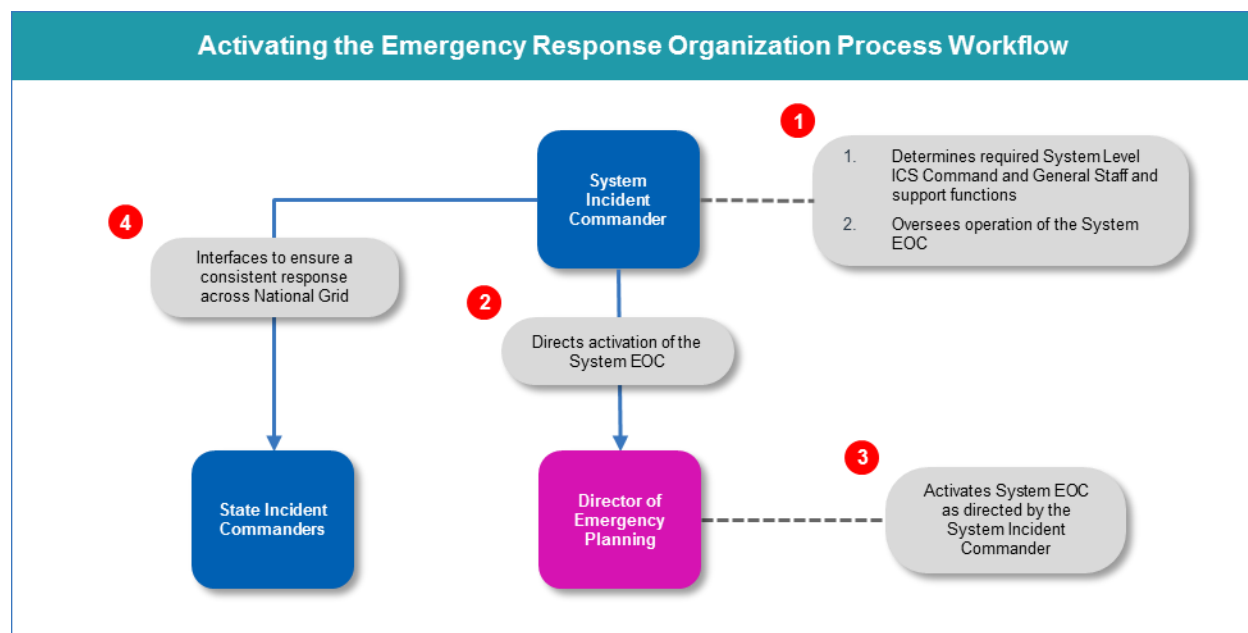 Activating the Emergency Response Organization Process Workflow
1
System
Incident
Commander
1. Determines required System Level
ICS Command and General Staff and
support functions
2. Oversees operation of the System
EOC
4
Interfaces to ensure a
consistent response
across National Grid
2
Directs activation of the
System EOC
State Incident
Commanders
Director of
Emergency
Planning
3
Activates System EOC
as directed by the
System Incident
Commander